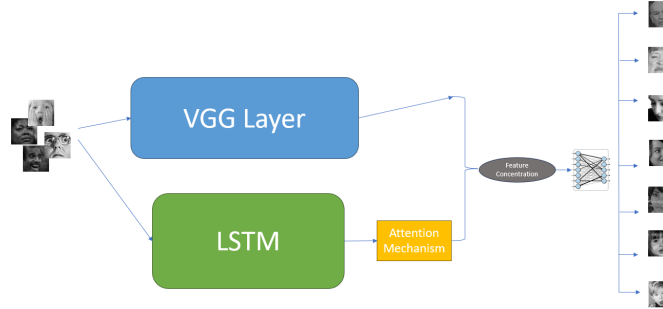 VGG Layer
LSTM
Attention
Mechanism
Feature
Concentration